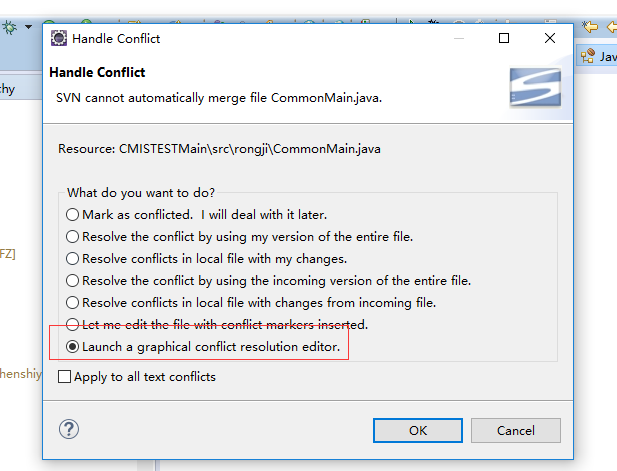 Handle Conflict
Jav
hy
Handle Conflict
SVN cannot automatically merge file CommonMain.java.
Resource: CMISTESTMain\src\rongji\CommonMain.java
What do you want to do?
Mark as conflicted. I will deal with it later.
Resolve the conflict by using my version of the entire file.
FZ]
Resolve conflicts in local file with my changes.
Resolve the conflict by using the incoming version of the entire file.
Resolve conflicts in local file with changes from incoming file.
Let me edit the file with conflict markers inserted.
Launch a graphical conflict resolution editor.
henshiy
Apply to all text conflicts
?
OK
Cancel